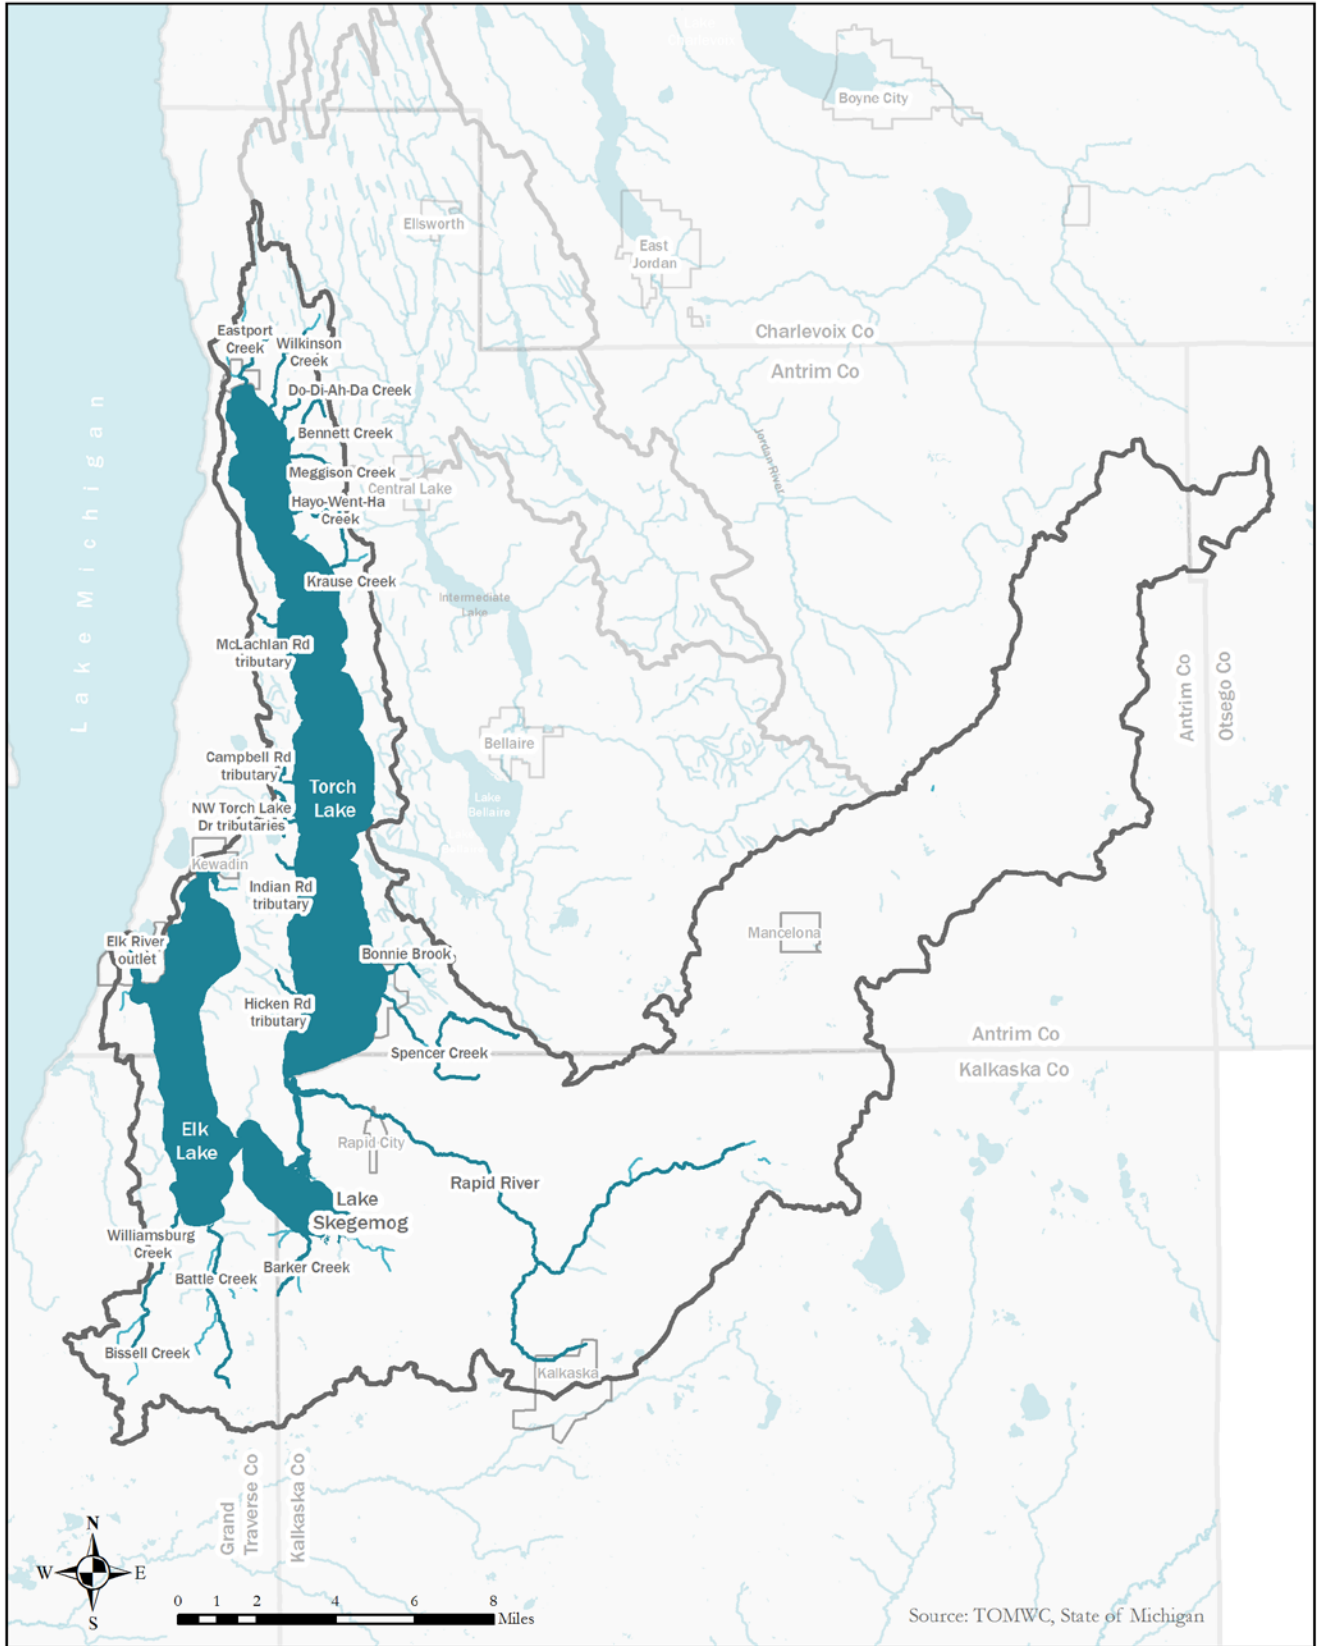 Boyne City
Ellsworth
East
Jordan
Charlevoix Co
Antrim Co
Eastport
Creek
Wilkinson
Creek
Do-Di-Ah-Da Creek
Bennett Creek
Meggison Creek
Central Lake
Hayo-Went-Ha
Creek
Jordan River
Krause Creek
Lake Michigan
Intermediate
Lake
McLachlan Rd
tributary
Antrim Co
Otsego Co
Bellaire
Campbell Rd
tributary
Torch
Lake
Lake
Bellaire
NW Torch Lake
Dr tributaries
Kewadin
Indian Rd
tributary
Mancelona
Elk River
outlet
Bonnie Brook
Hicken Rd
tributary
Spencer Creek
Antrim Co
Kalkaska Co
Elk
Lake
Rapid City
Rapid River
Lake
Skegemog
Williamsburg
Creek
Battle Creek
Barker Creek
Bissell Creek
Kalkaska
Grand
Traverse Co
Kalkaska Co
N
W
E
S
0 1 2 4 6 8
Miles
Source: TOMWC, State of Michigan